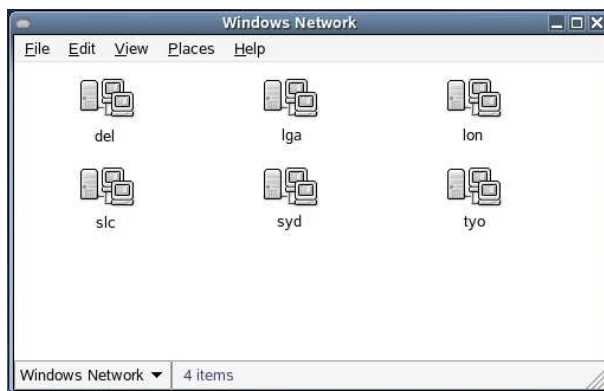 Windows Network
File Edit View Places Help
del lga lon
slc syd tyo
Windows Network 4 items